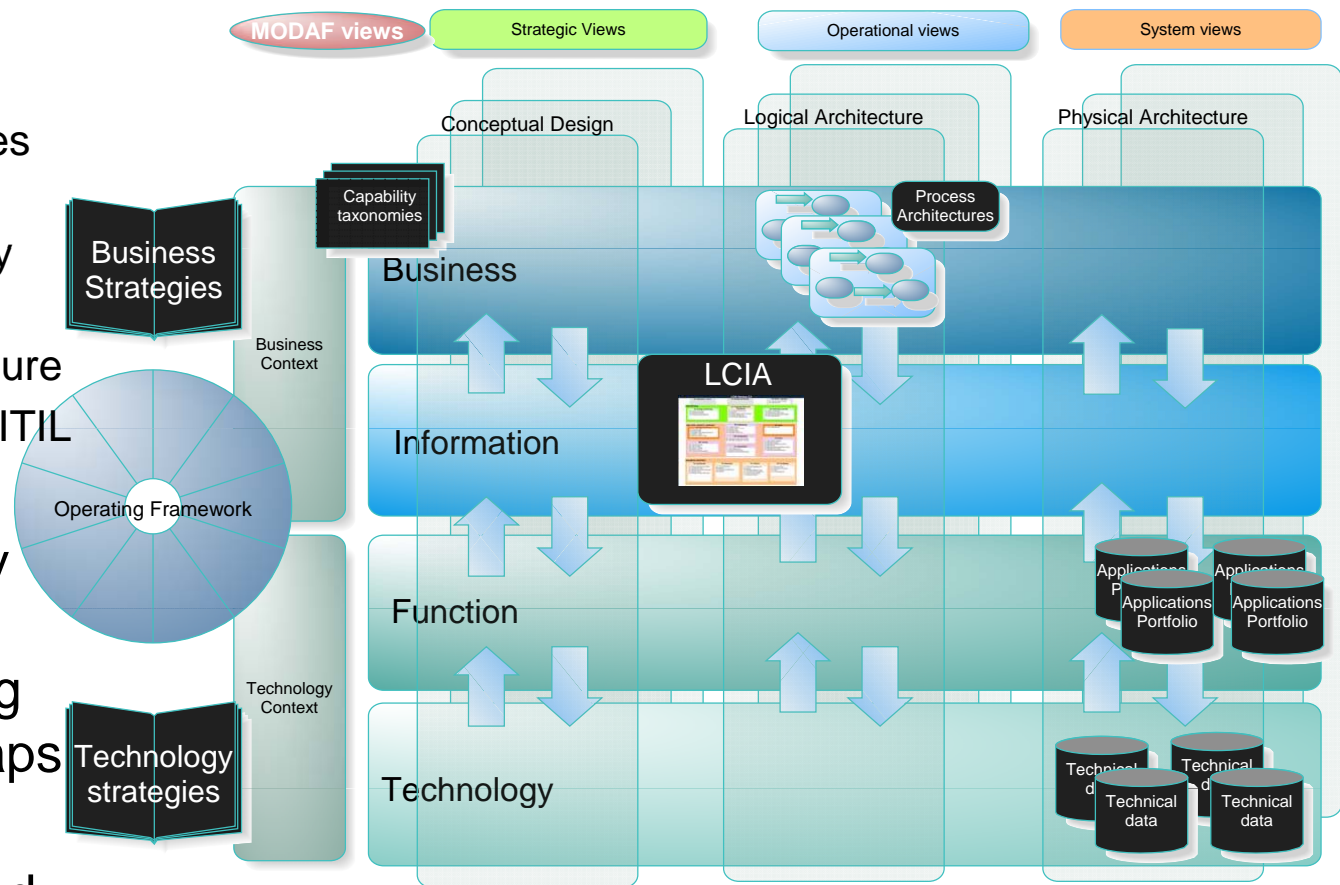 MODAF views
Strategic Views
Operational views
System views
Conceptual Design
Logical Architecture
Physical Architecture
es
y
ure
ITIL
y
g
aps
d
Business
Strategies
Operating Framework
Technology
strategies
Business
Context
Technology
Context
Capability
taxonomies
Business
Process
Architectures
LCIA
Information
Function
Applications
Applications
Portfolio
Applications
Portfolio
Technology
Technical
Technical
data
Technical
data